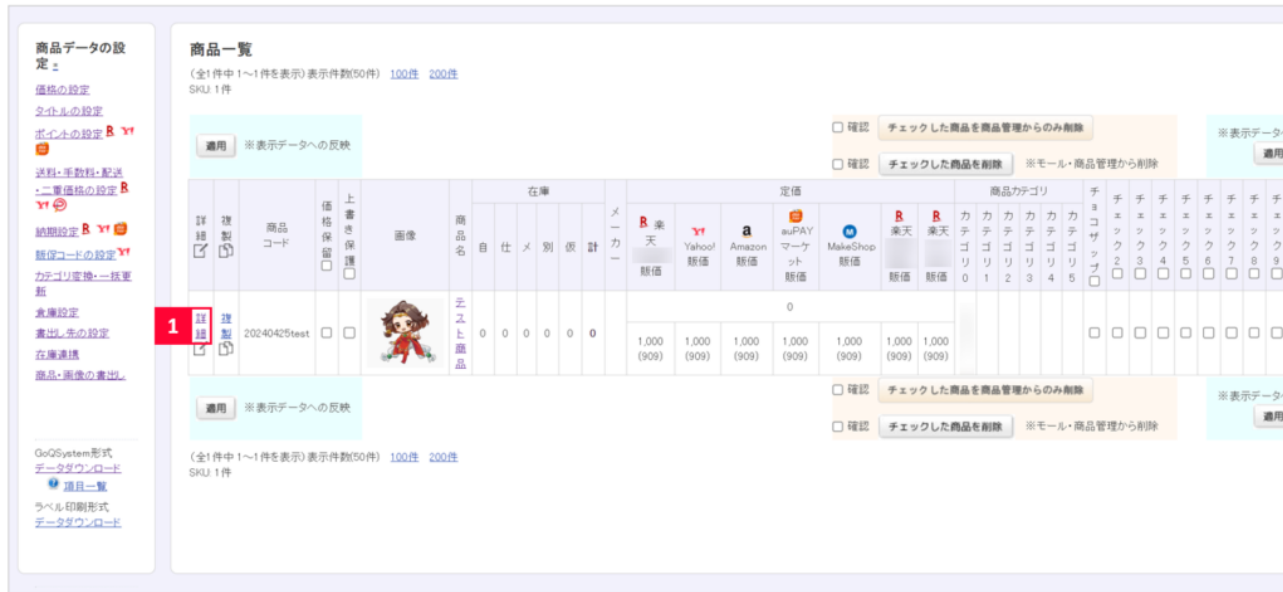 商品データの設
定 -
価格の設定
タイトルの設定
ポイントの設定 R Y!
送料・手数料・配送
・二重価格の設定 R
Y!
納期設定 R Y!
販促コードの設定 Y!
カテゴリ変換・一括更
新
倉庫設定
書出し先の設定
在庫連携
商品・画像の書出し
GoQSystem形式
データダウンロード
項目一覧
ラベル印刷形式
データダウンロード
商品一覧
(全1件中 1~1件を表示) 表示件数(50件) 100件 200件
SKU: 1件
適用 ※表示データへの反映
確認 チェックした商品を商品管理からのみ削除
確認 チェックした商品を削除 ※モール・商品管理から削除
※表示データ
適用
詳細
複製
商品
コード
価格保留
上書き保護
画像
商品名
在庫
自 仕 メ 別 仮 計
メーカー
定価
R 楽
天
販価
Y!
Yahoo!
販価
a
Amazon
販価
auPAY
マーケ
ット
販価
MakeShop
販価
R
楽天
販価
R
楽天
販価
商品カテゴリ
カテゴリ0
カテゴリ1
カテゴリ2
カテゴリ3
カテゴリ4
カテゴリ5
チョコザップ
チェック2
チェック3
チェック4
チェック5
チェック6
チェック7
チェック8
チェック9
1
詳細
複製
20240425test
テスト商品
0 0 0 0 0 0
0
1,000 1,000 1,000 1,000 1,000 1,000 1,000
(909) (909) (909) (909) (909) (909) (909)
適用 ※表示データへの反映
確認 チェックした商品を商品管理からのみ削除
確認 チェックした商品を削除 ※モール・商品管理から削除
※表示データ
適用
(全1件中 1~1件を表示) 表示件数(50件) 100件 200件
SKU: 1件